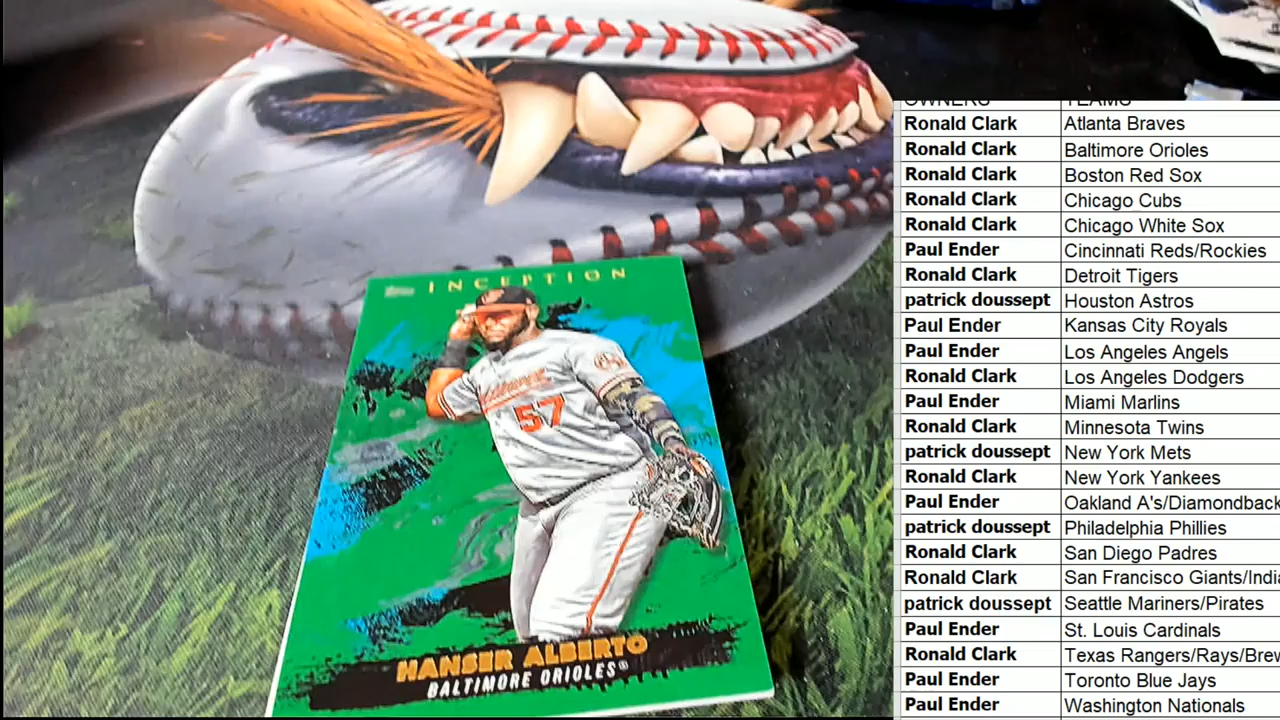 OWNERS TEAMS
Ronald Clark Atlanta Braves
Ronald Clark Baltimore Orioles
Ronald Clark Boston Red Sox
Ronald Clark Chicago Cubs
Ronald Clark Chicago White Sox
Paul Ender Cincinnati Reds/Rockies
Ronald Clark Detroit Tigers
patrick doussept Houston Astros
Paul Ender Kansas City Royals
Paul Ender Los Angeles Angels
Ronald Clark Los Angeles Dodgers
Paul Ender Miami Marlins
Ronald Clark Minnesota Twins
patrick doussept New York Mets
Ronald Clark New York Yankees
Paul Ender Oakland A's/Diamondback
patrick doussept Philadelphia Phillies
Ronald Clark San Diego Padres
Ronald Clark San Francisco Giants/Indi
patrick doussept Seattle Mariners/Pirates
Paul Ender St. Louis Cardinals
Ronald Clark Texas Rangers/Rays/Brew
Paul Ender Toronto Blue Jays
Paul Ender Washington Nationals
INCEPTION
57
HANSER ALBERTO
BALTIMORE ORIOLES®